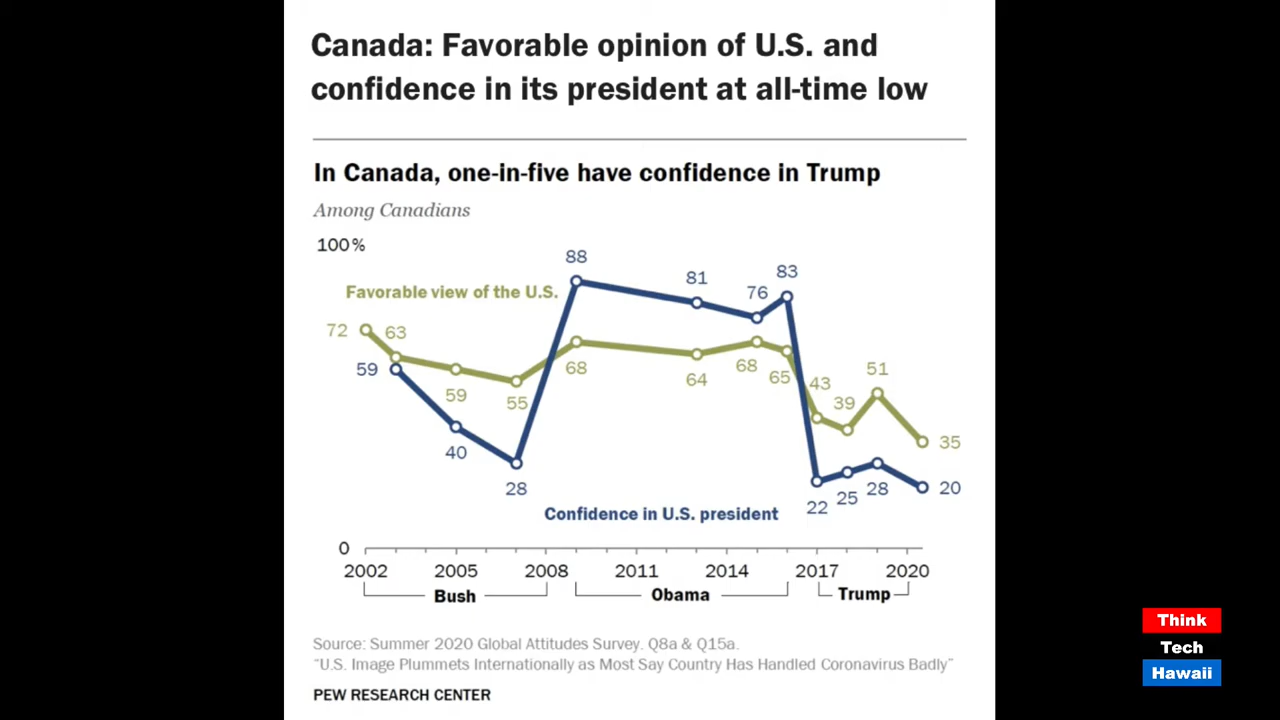 Canada: Favorable opinion of U.S. and
confidence in its president at all-time low
In Canada, one-in-five have confidence in Trump
Among Canadians
100%
88
81
83
76
Favorable view of the U.S.
72
63
59
68
64
68
65
43
51
59
55
39
35
40
28
22
25
28
20
Confidence in U.S. president
0
2002 2005 2008 2011 2014 2017 2020
Bush Obama Trump
Source: Summer 2020 Global Attitudes Survey. Q8a & Q15a.
“U.S. Image Plummets Internationally as Most Say Country Has Handled Coronavirus Badly”
PEW RESEARCH CENTER
Think
Tech
Hawaii